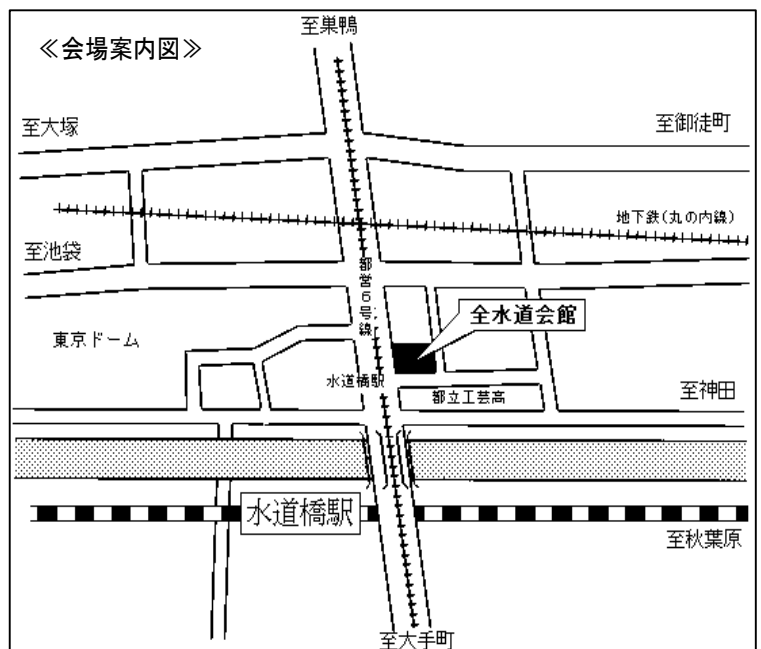 至巣鴨
≪会場案内図≫
至大塚
至御徒町
地下鉄(丸の内線)
至池袋
都営6号線
全水道会館
東京ドーム
水道橋駅
至神田
都立工芸高
水道橋駅
至秋葉原
至大手町